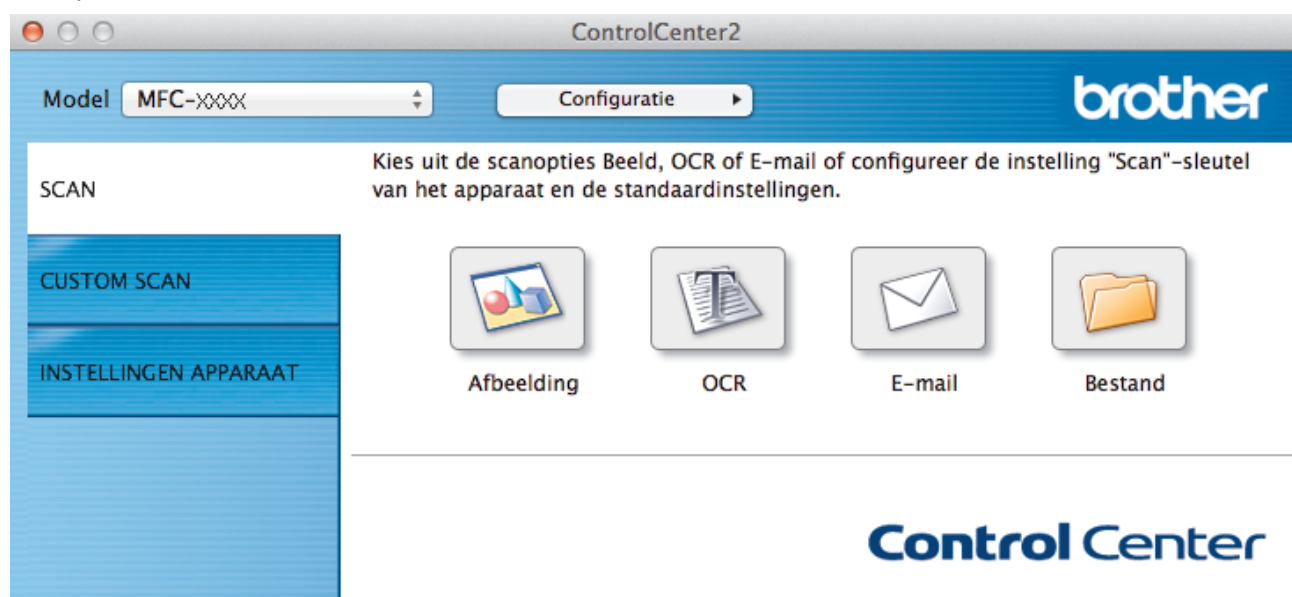 ControlCenter2
Model MFC-XXXX Configuratie
brother
SCAN
Kies uit de scanopties Beeld, OCR of E-mail of configureer de instelling "Scan"-sleutel
van het apparaat en de standaardinstellingen.
CUSTOM SCAN
INSTELLINGEN APPARAAT
Afbeelding OCR E-mail Bestand
Control Center